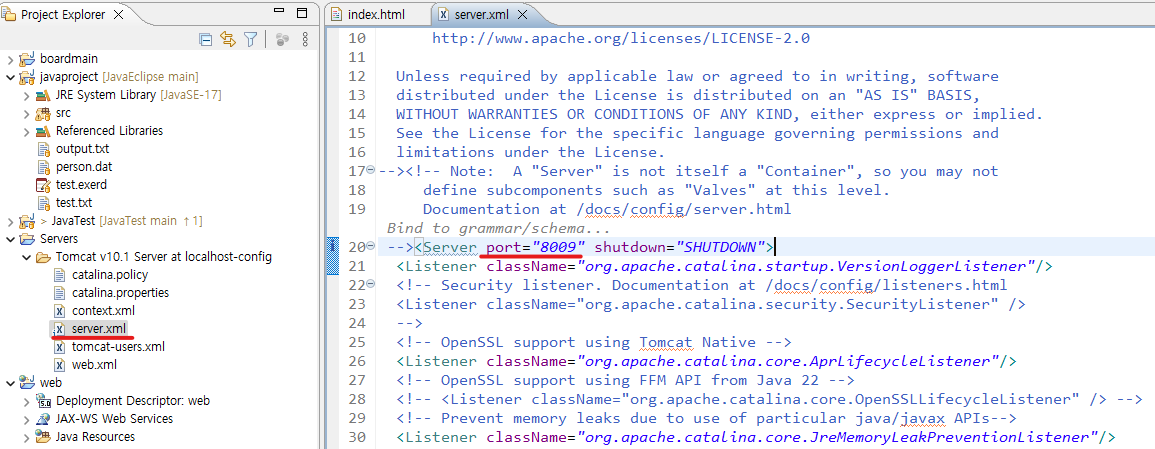 Project Explorer
boardmain
javaproject [JavaEclipse main]
JRE System Library [JavaSE-17]
src
Referenced Libraries
output.txt
person.dat
test.exerd
test.txt
> JavaTest [JavaTest main ↑1]
Servers
Tomcat v10.1 Server at localhost-config
catalina.policy
catalina.properties
context.xml
server.xml
tomcat-users.xml
web.xml
web
Deployment Descriptor: web
JAX-WS Web Services
Java Resources
index.html
server.xml
10 http://www.apache.org/licenses/LICENSE-2.0
11
12 Unless required by applicable law or agreed to in writing, software
13 distributed under the License is distributed on an "AS IS" BASIS,
14 WITHOUT WARRANTIES OR CONDITIONS OF ANY KIND, either express or implied.
15 See the License for the specific language governing permissions and
16 limitations under the License.
17 --><!-- Note:  A "Server" is not itself a "Container", so you may not
18 define subcomponents such as "Valves" at this level.
19 Documentation at /docs/config/server.html
Bind to grammar/schema...
20 --><Server port="8009" shutdown="SHUTDOWN">
21 <Listener className="org.apache.catalina.startup.VersionLoggerListener"/>
22 <!-- Security listener. Documentation at /docs/config/listeners.html
23 <Listener className="org.apache.catalina.security.SecurityListener" />
24 -->
25 <!-- OpenSSL support using Tomcat Native -->
26 <Listener className="org.apache.catalina.core.AprLifecycleListener"/>
27 <!-- OpenSSL support using FFM API from Java 22 -->
28 <!-- <Listener className="org.apache.catalina.core.OpenSSLLifecycleListener" /> -->
29 <!-- Prevent memory leaks due to use of particular java/javax APIs-->
30 <Listener className="org.apache.catalina.core.JreMemoryLeakPreventionListener"/>